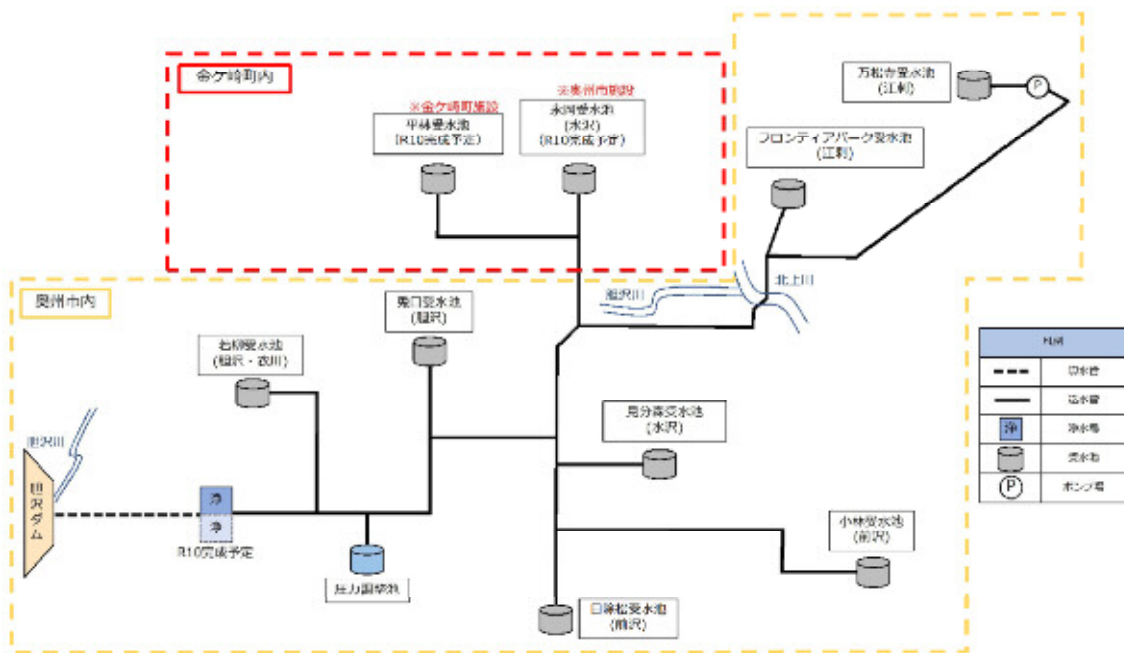 金ケ崎町内
※金ケ崎町施設
平林受水池
(R10完成予定)
※奥州市施設
永岡受水池
(水沢)
(R10完成予定)
万松寺受水池
(江刺)
P
フロンティアパーク受水池
(江刺)
胆沢川
北上川
奥州市内
若柳受水池
(胆沢・衣川)
受水池
(胆沢)
見分森受水池
(水沢)
小林受水池
(前沢)
日除松受水池
(前沢)
胆沢川
胆沢ダム
浄
浄
R10完成予定
圧力調整池
凡例
導水管
送水管
浄
浄水場
受水池
P
ポンプ場